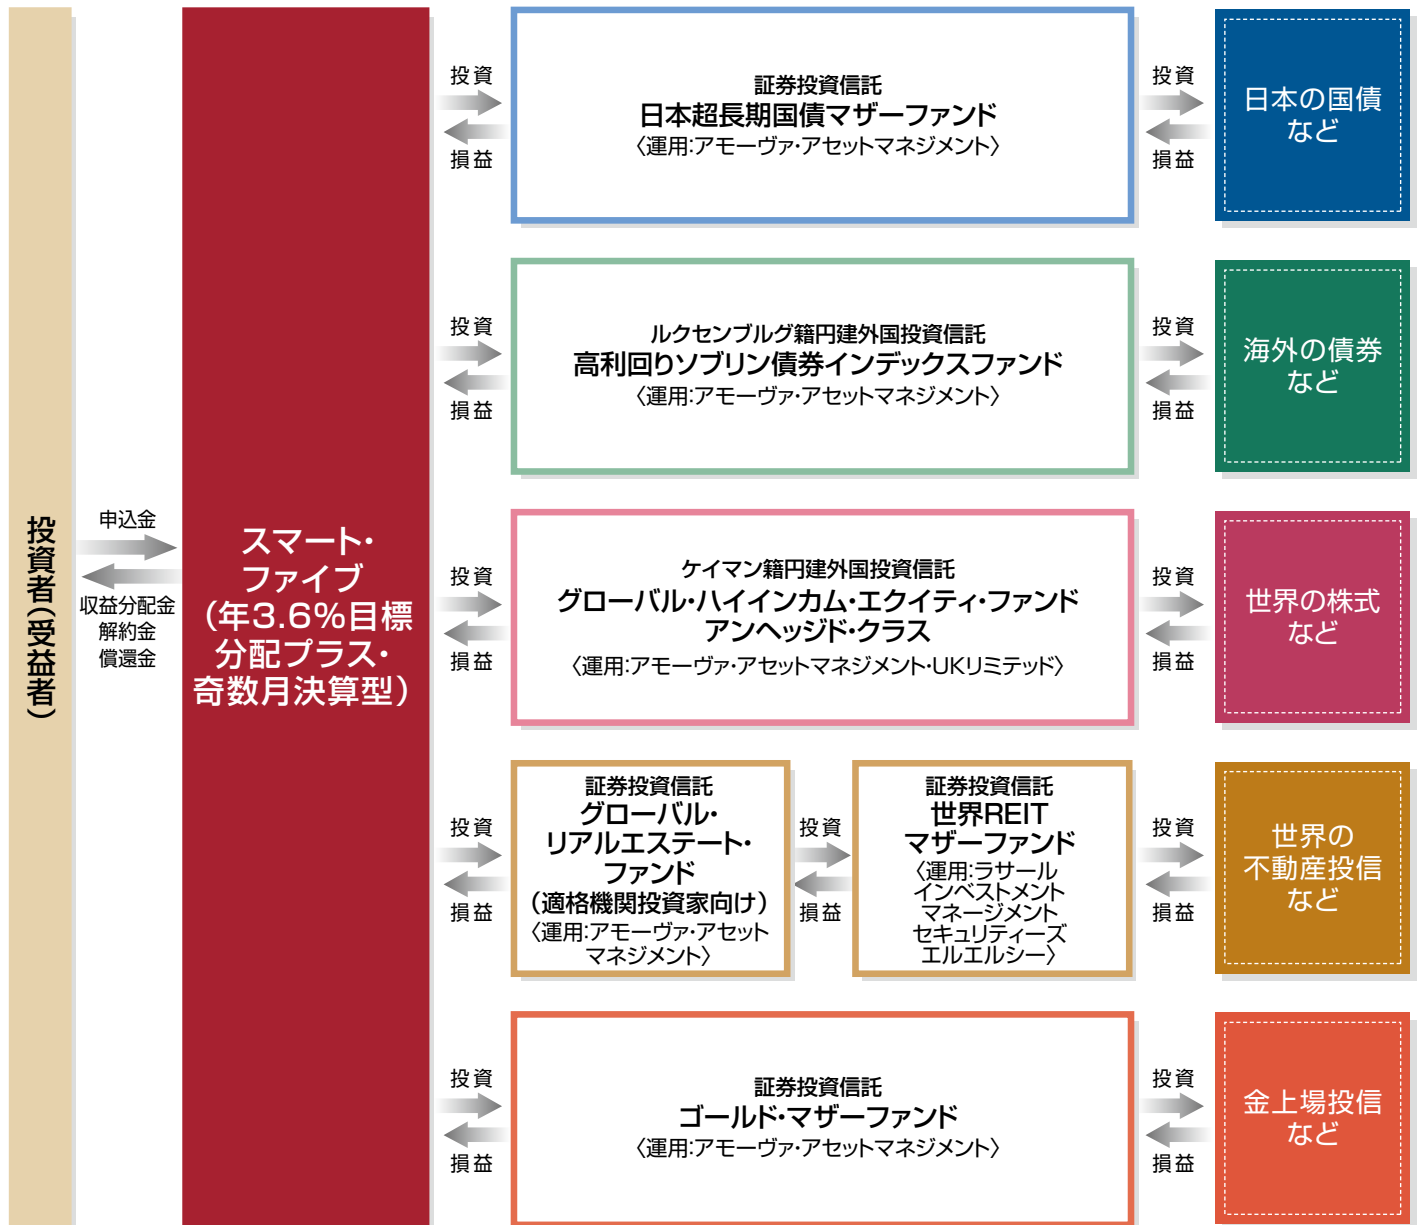 投資者(受益者)
申込金
収益分配金
解約金
償還金
スマート・
ファイブ
(年3.6%目標
分配プラス・
奇数月決算型)
投資
損益
証券投資信託
日本超長期国債マザーファンド
〈運用:アモーヴァ・アセットマネジメント〉
投資
損益
日本の国債
など
投資
損益
ルクセンブルグ籍円建外国投資信託
高利回りソブリン債券インデックスファンド
〈運用:アモーヴァ・アセットマネジメント〉
投資
損益
海外の債券
など
投資
損益
ケイマン籍円建外国投資信託
グローバル・ハイインカム・エクイティ・ファンド
アンヘッジド・クラス
〈運用:アモーヴァ・アセットマネジメント・UKリミテッド〉
投資
損益
世界の株式
など
投資
損益
証券投資信託
グローバル・
リアルエステート・
ファンド
(適格機関投資家向け)
〈運用:アモーヴァ・アセット
マネジメント〉
投資
損益
証券投資信託
世界REIT
マザーファンド
〈運用:ラサール
インベストメント
マネージメント
セキュリティーズ
エルエルシー〉
投資
損益
世界の
不動産投信
など
投資
損益
証券投資信託
ゴールド・マザーファンド
〈運用:アモーヴァ・アセットマネジメント〉
投資
損益
金上場投信
など